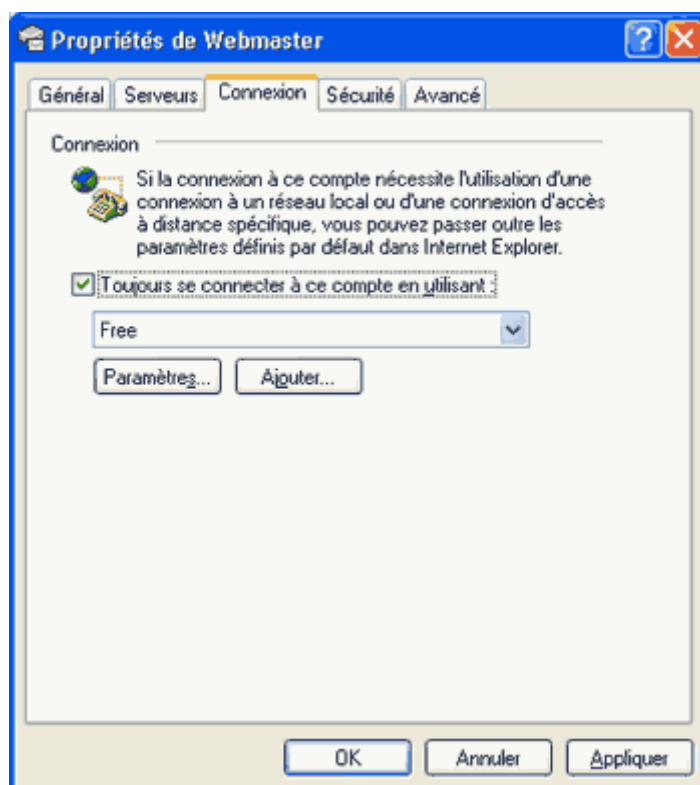 Propriétés de Webmaster
Général Serveurs Connexion Sécurité Avancé
Connexion
Si la connexion à ce compte nécessite l'utilisation d'une
connexion à un réseau local ou d'une connexion d'accès
à distance spécifique, vous pouvez passer outre les
paramètres définis par défaut dans Internet Explorer.
Toujours se connecter à ce compte en utilisant :
Free
Paramètres... Ajouter...
OK Annuler Appliquer